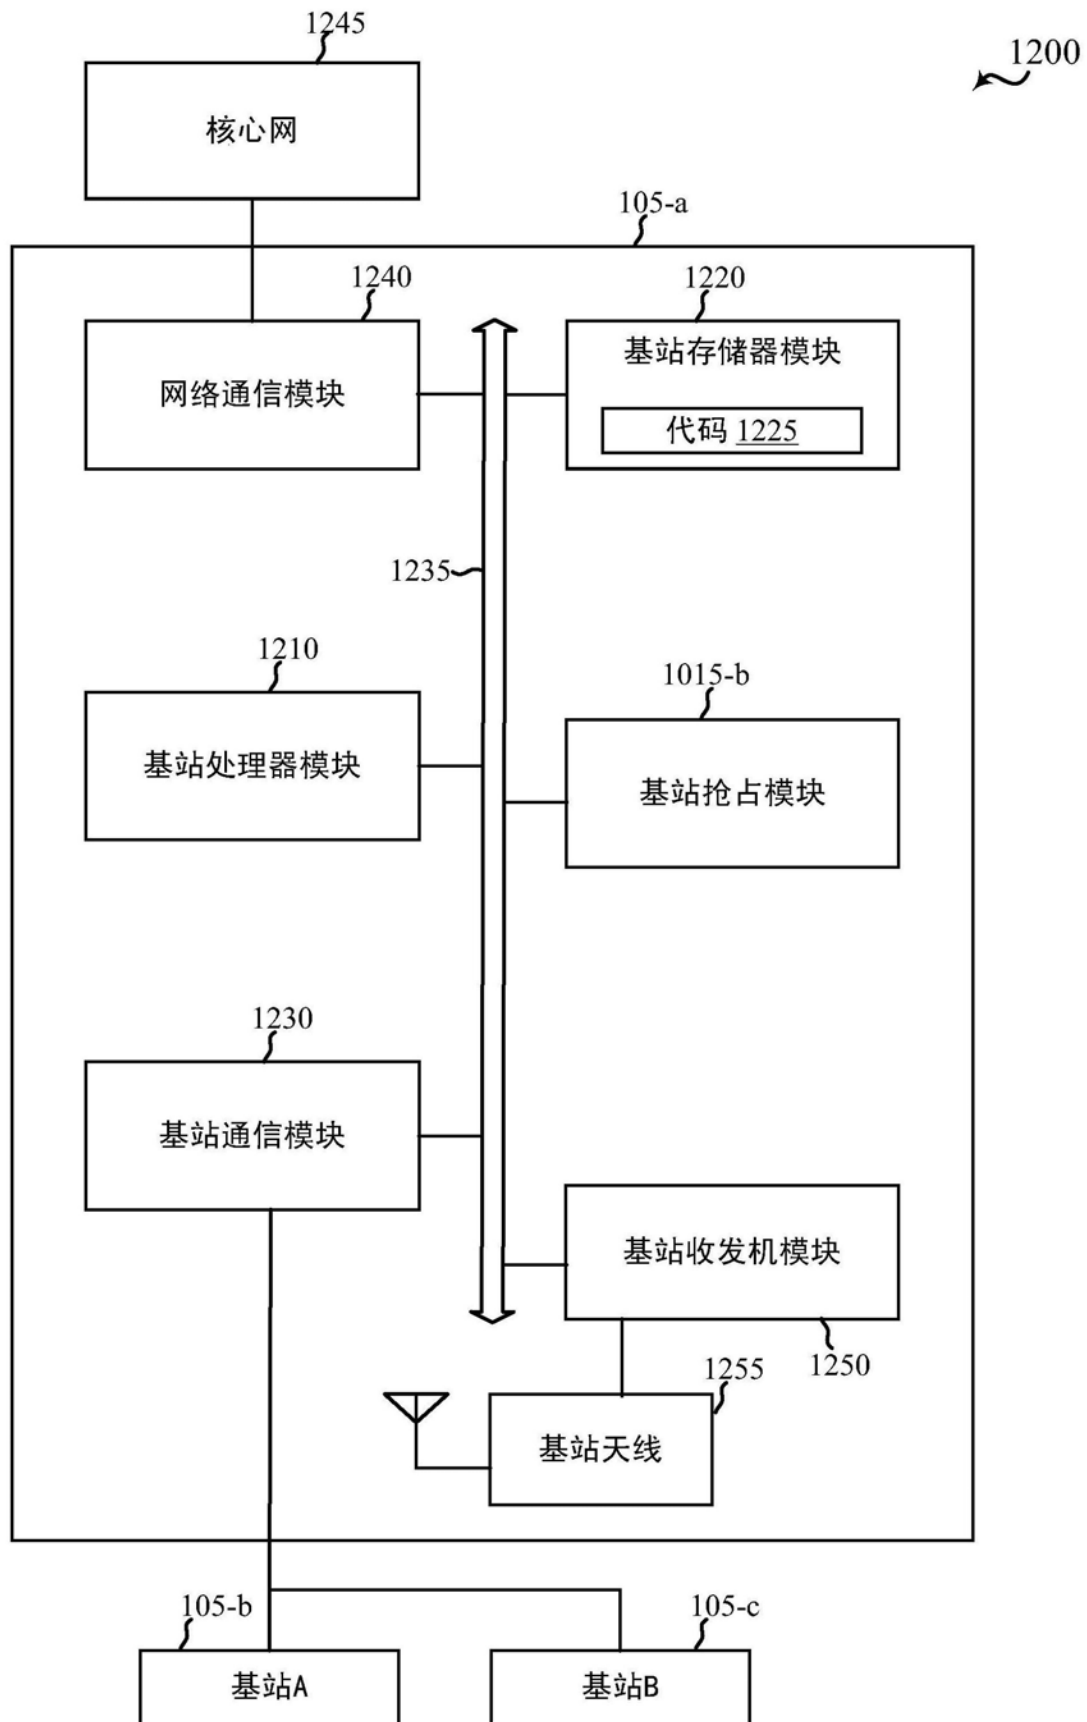 1245
1200
核心网
105-a
1240
1220
网络通信模块
基站存储器模块
代码 1225
1235
1210
1015-b
基站处理器模块
基站抢占模块
1230
基站通信模块
基站收发机模块
1250
1255
基站天线
105-b
105-c
基站A
基站B